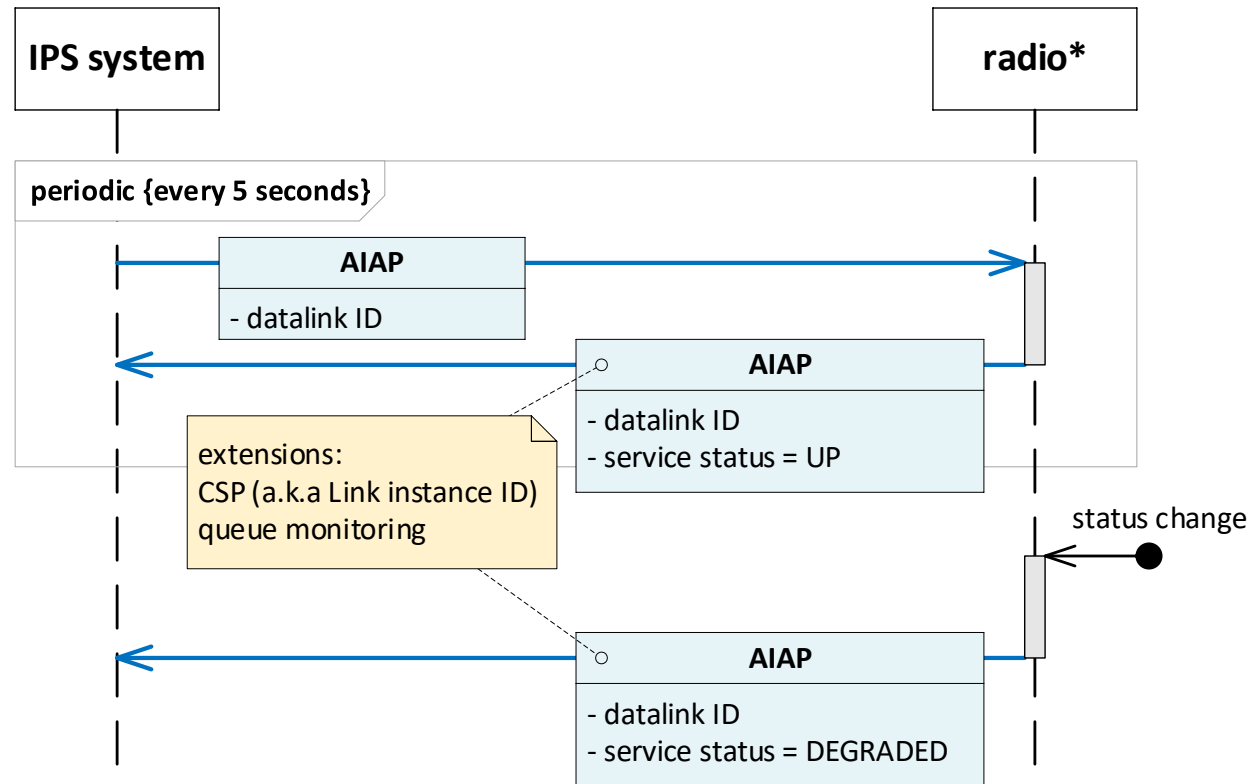 IPS system
radio*
periodic {every 5 seconds}
AIAP
- datalink ID
AIAP
- datalink ID
- service status = UP
extensions:
CSP (a.k.a Link instance ID)
queue monitoring
status change
AIAP
- datalink ID
- service status = DEGRADED